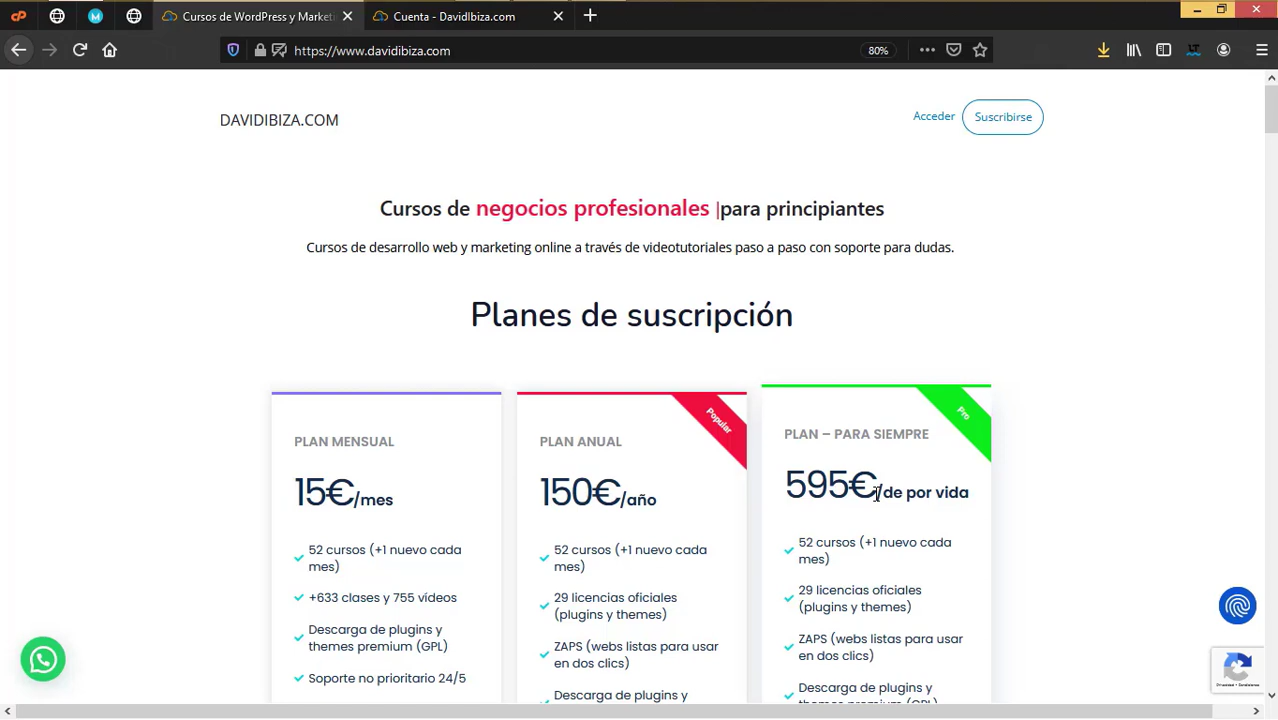 Cursos de WordPress y Marketi
Cuenta - DavidIbiza.com
https://www.davidibiza.com
80%
DAVIDIBIZA.COM
Acceder
Suscribirse
Cursos de negocios profesionales |para principiantes
Cursos de desarrollo web y marketing online a través de videotutoriales paso a paso con soporte para dudas.
Planes de suscripción
PLAN MENSUAL
15€/mes
52 cursos (+1 nuevo cada
mes)
+633 clases y 755 vídeos
Descarga de plugins y
themes premium (GPL)
Soporte no prioritario 24/5
Popular
PLAN ANUAL
150€/año
52 cursos (+1 nuevo cada
mes)
29 licencias oficiales
(plugins y themes)
ZAPS (webs listas para usar
en dos clics)
Descarga de plugins y
Pro
PLAN – PARA SIEMPRE
595€/de por vida
52 cursos (+1 nuevo cada
mes)
29 licencias oficiales
(plugins y themes)
ZAPS (webs listas para usar
en dos clics)
Descarga de plugins y
themes premium (GPL)